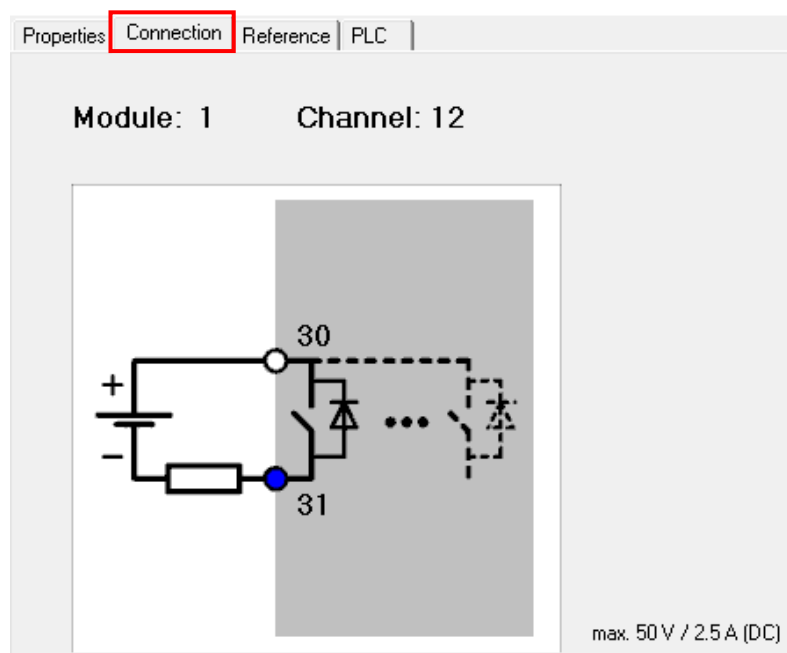 Properties Connection Reference PLC
Module: 1 Channel: 12
30
+
–
31
max. 50 V / 2.5 A (DC)